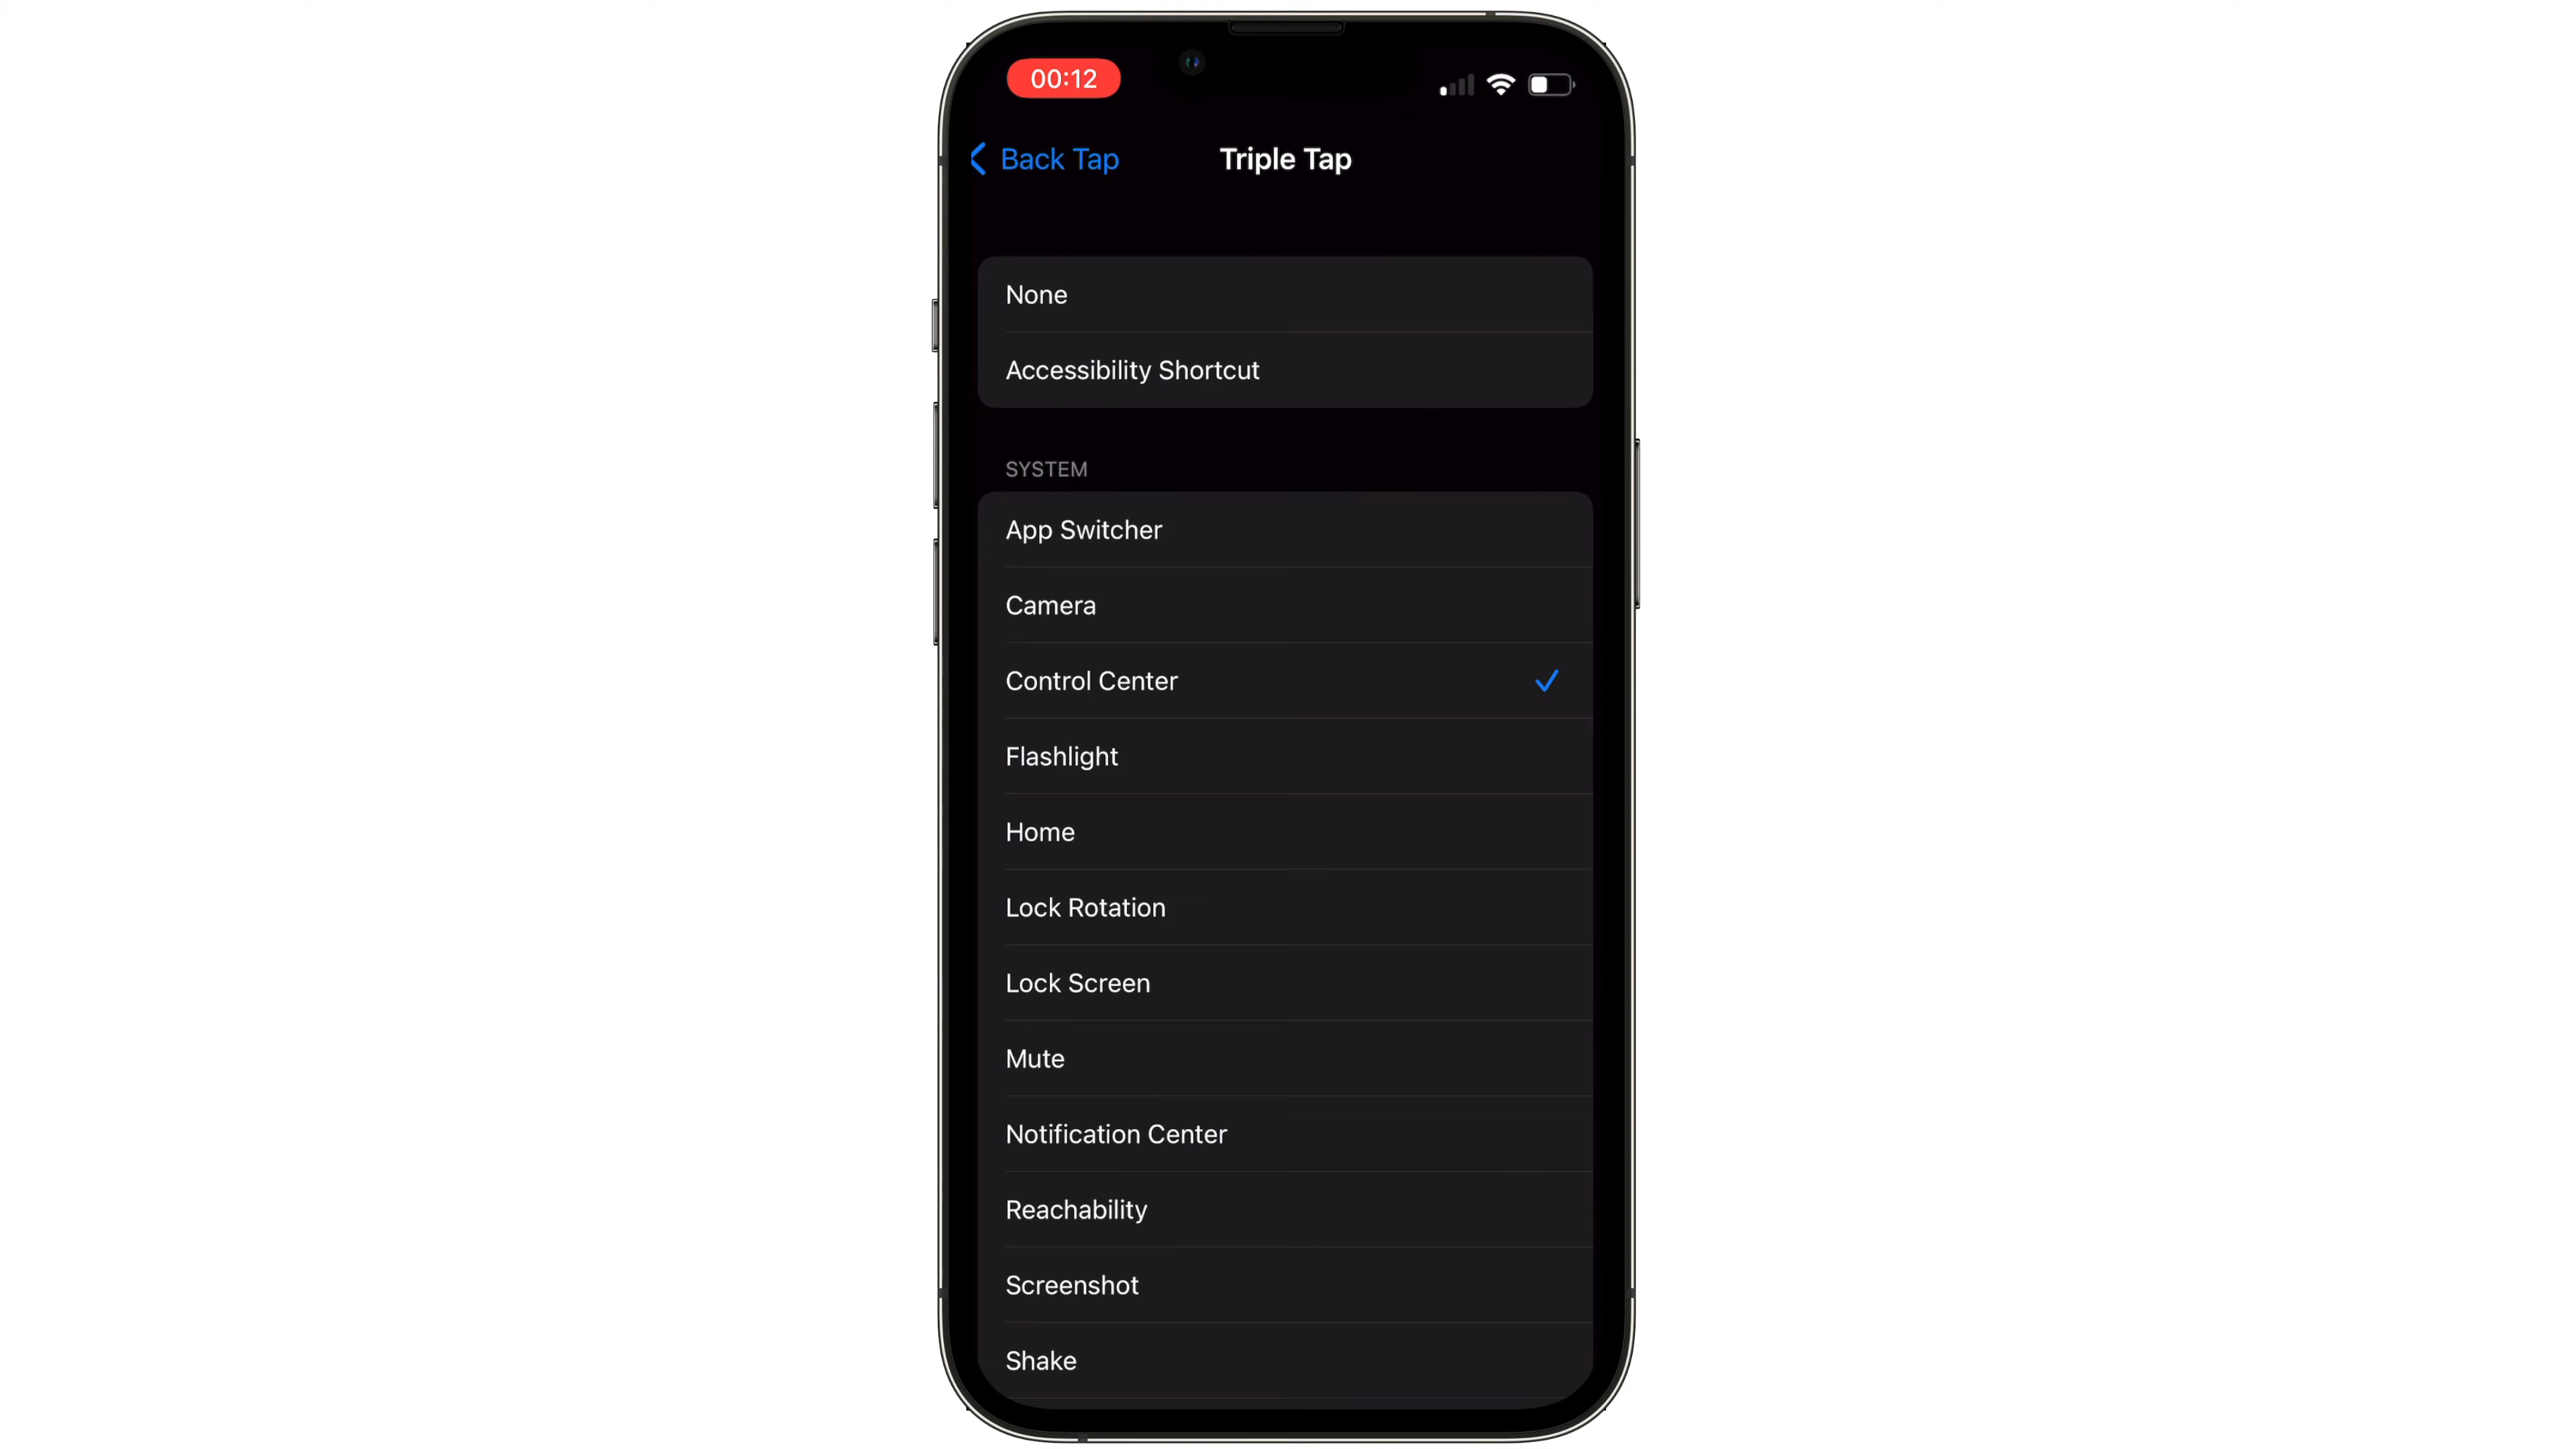 00:12
Back Tap
Triple Tap
None
Accessibility Shortcut
SYSTEM
App Switcher
Camera
Control Center
Flashlight
Home
Lock Rotation
Lock Screen
Mute
Notification Center
Reachability
Screenshot
Shake